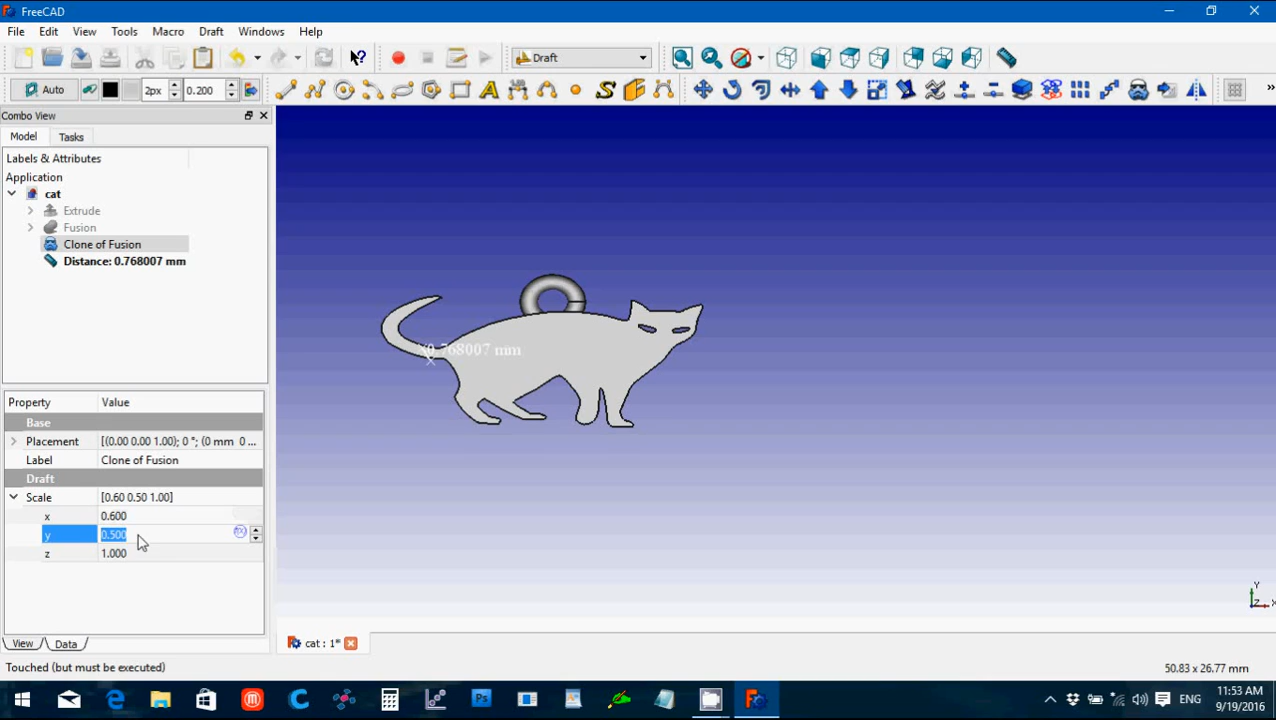 FreeCAD
File Edit View Tools Macro Draft Windows Help
Draft
Auto 2px 0.200 »
Combo View
Model Tasks
Labels & Attributes
Application
cat
Extrude
Fusion
Clone of Fusion
Distance: 0.768007 mm
0.768007 mm
Property Value
Base
Placement [(0.00 0.00 1.00); 0 °; (0 mm 0 ...
Label Clone of Fusion
Draft
Scale [0.60 0.50 1.00]
x 0.600
y 0.500
z 1.000
Y
Z X
View Data
cat : 1*
Touched (but must be executed) 50.83 x 26.77 mm
ENG
11:53 AM
9/19/2016